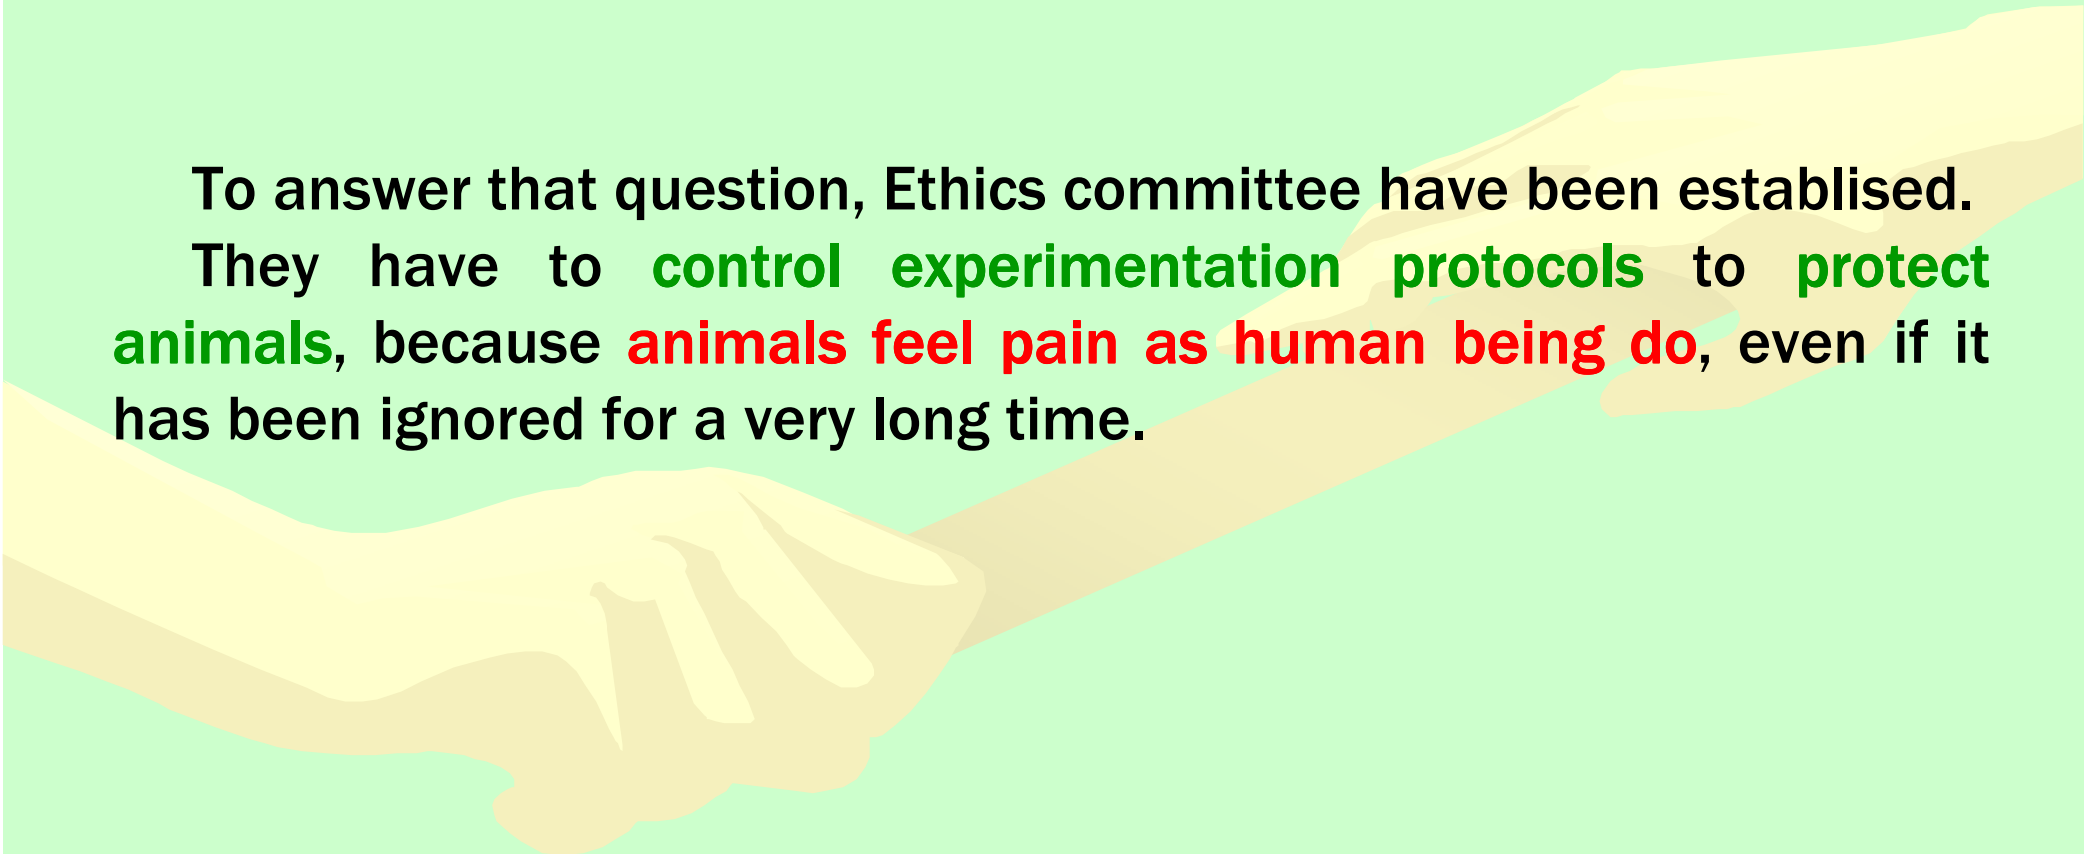 To answer that question, Ethics committee have been establised.
They have to control experimentation protocols to protect
animals, because animals feel pain as human being do, even if it
has been ignored for a very long time.